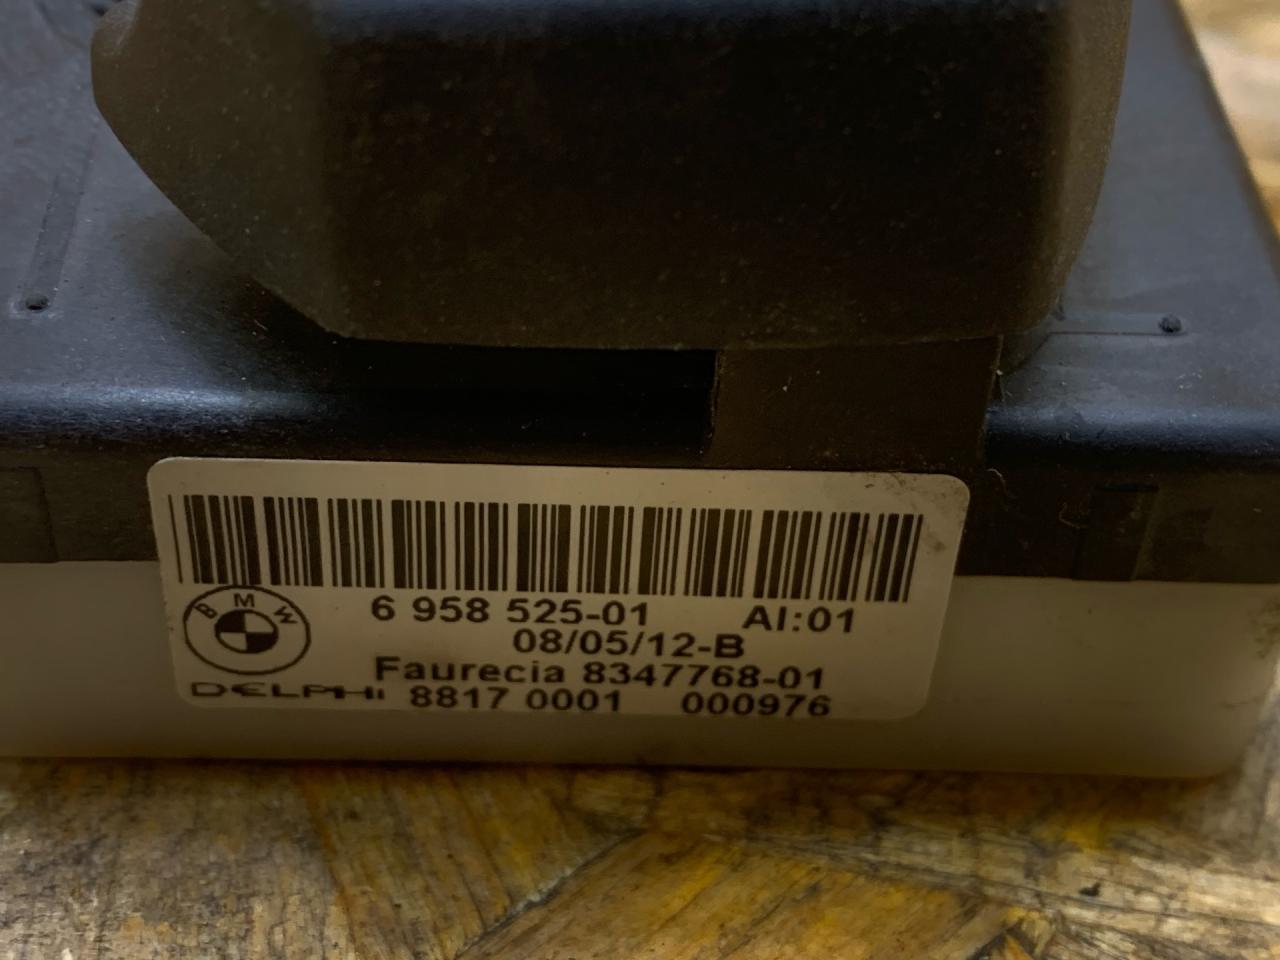 6 958 525-01 AI:01
08/05/12-B
Faurecia 8347768-01
BMW
DELPHI 8817 0001 000976